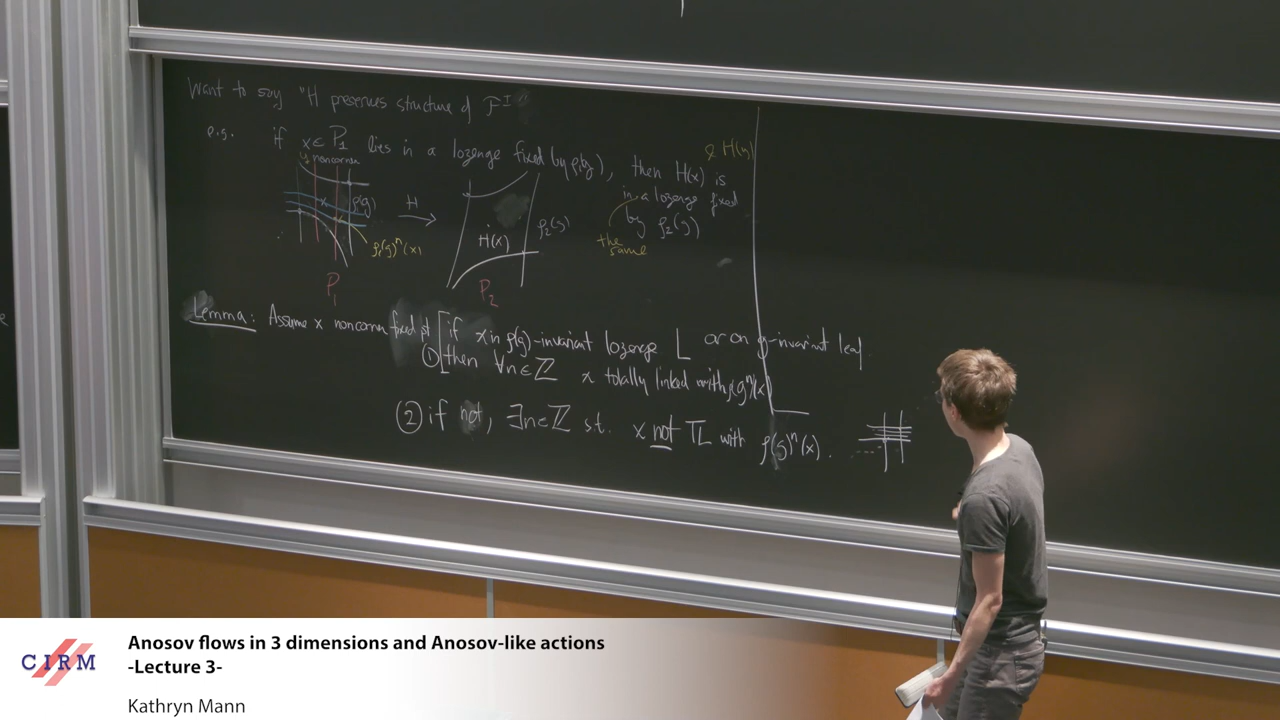 Want to say "H preserves structure of F^I"
e.g. if x ∈ P₁ lies in a lozenge fixed by ρ(g), then H(x) is
& H(y)
in a lozenge fixed
by ρ₂(g)
the same
y noncorner
ρ(g)
H
H(x)
ρ₂(g)
ρ₁(g)ⁿ(x)
P₁
P₂
Lemma: Assume x noncorner fixed pt [if x in ρ(g)-invariant lozenge L or on g-invariant leaf
① then ∀n∈ℤ x totally linked with ρ(gⁿ)(x)
② if not, ∃n∈ℤ s.t. x not TL with ρ(g)ⁿ(x).
CIRM
Anosov flows in 3 dimensions and Anosov-like actions
-Lecture 3-
Kathryn Mann